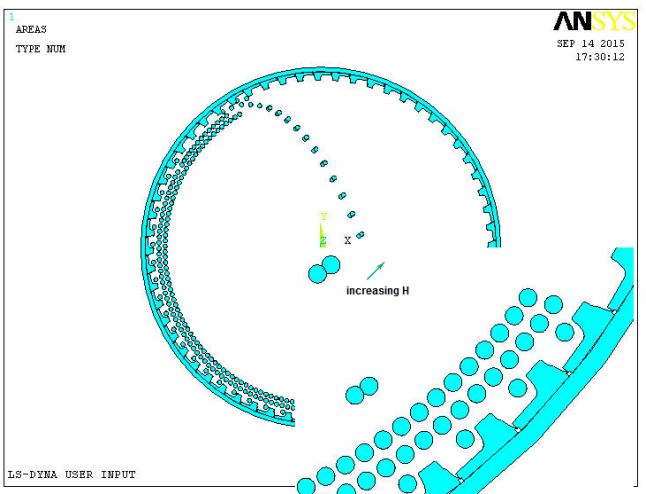 1
AREAS
TYPE NUM
ANSYS
SEP 14 2015
17:30:12
Y
Z X
increasing H
LS-DYNA USER INPUT